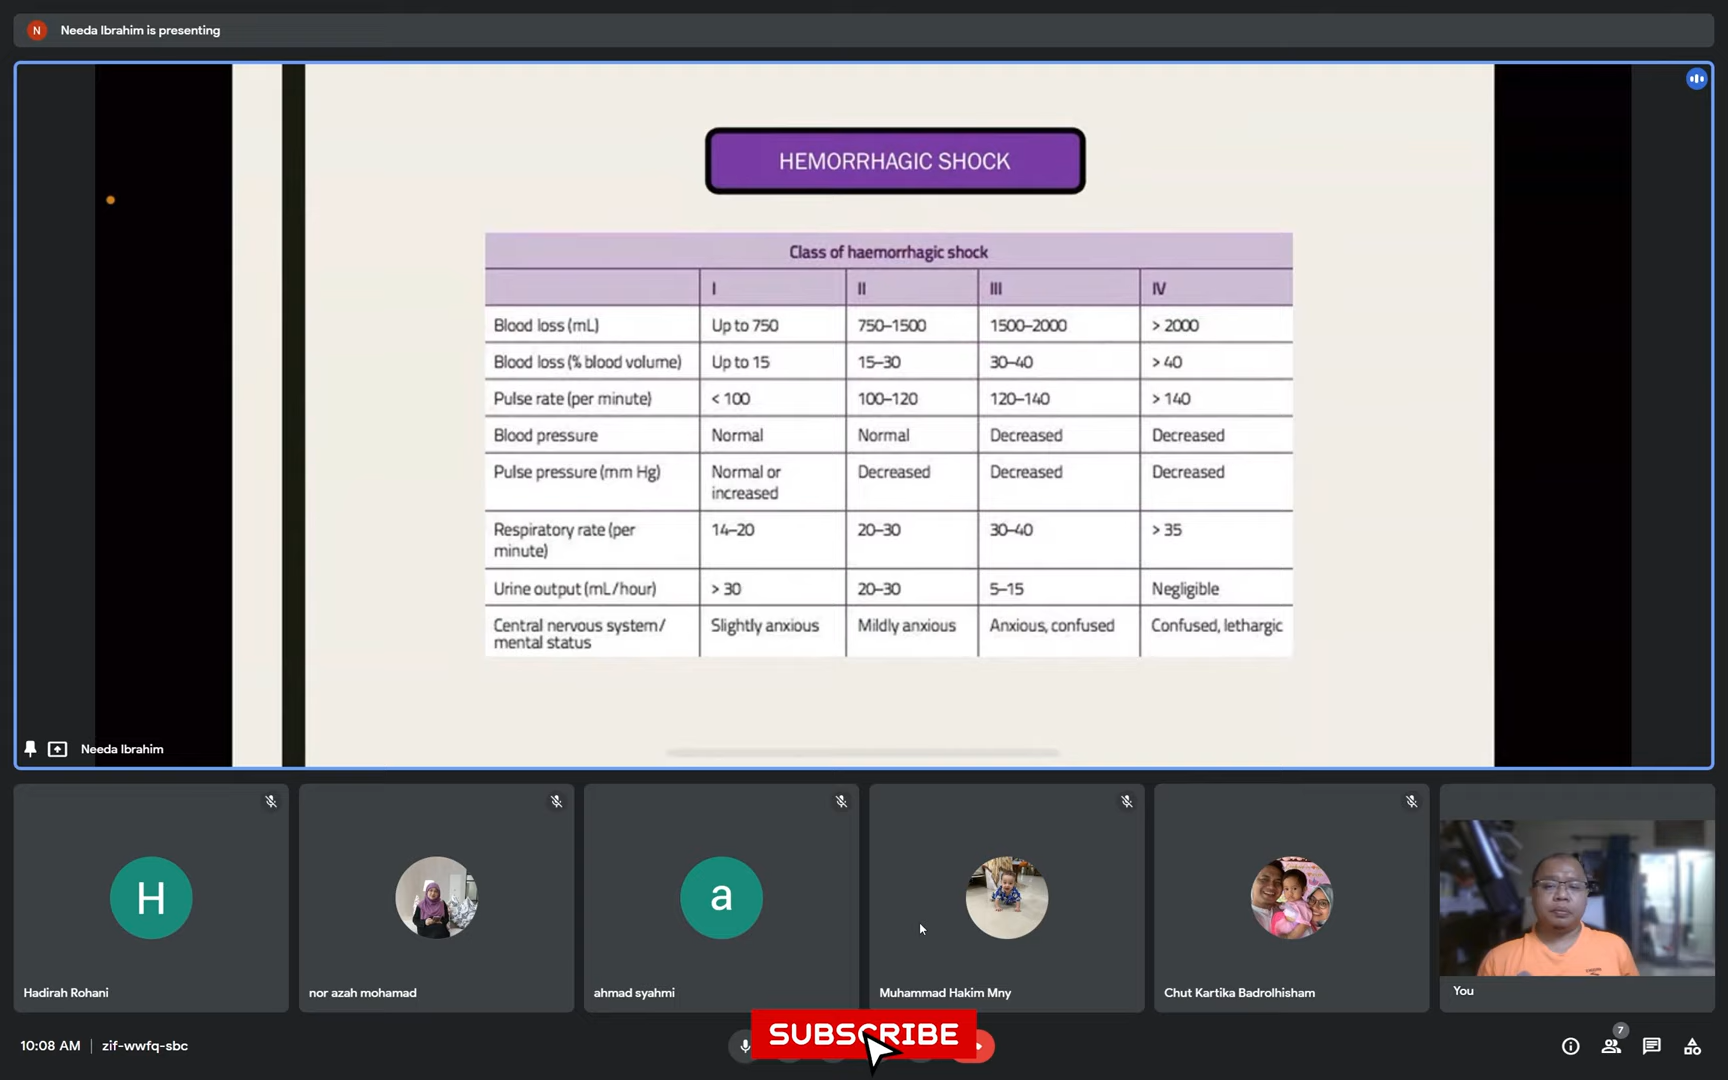 N Needa Ibrahim is presenting
HEMORRHAGIC SHOCK
Class of haemorrhagic shock
I II III IV
Blood loss (mL) Up to 750 750–1500 1500–2000 > 2000
Blood loss (% blood volume) Up to 15 15–30 30–40 > 40
Pulse rate (per minute) < 100 100–120 120–140 > 140
Blood pressure Normal Normal Decreased Decreased
Pulse pressure (mm Hg) Normal or Decreased Decreased Decreased
increased
Respiratory rate (per 14–20 20–30 30–40 > 35
minute)
Urine output (mL/hour) > 30 20–30 5–15 Negligible
Central nervous system/ Slightly anxious Mildly anxious Anxious, confused Confused, lethargic
mental status
Needa Ibrahim
H a
Hadirah Rohani nor azah mohamad ahmad syahmi Muhammad Hakim Mny Chut Kartika Badrolhisham You
SUBSCRIBE
10:08 AM | zif-wwfq-sbc 7